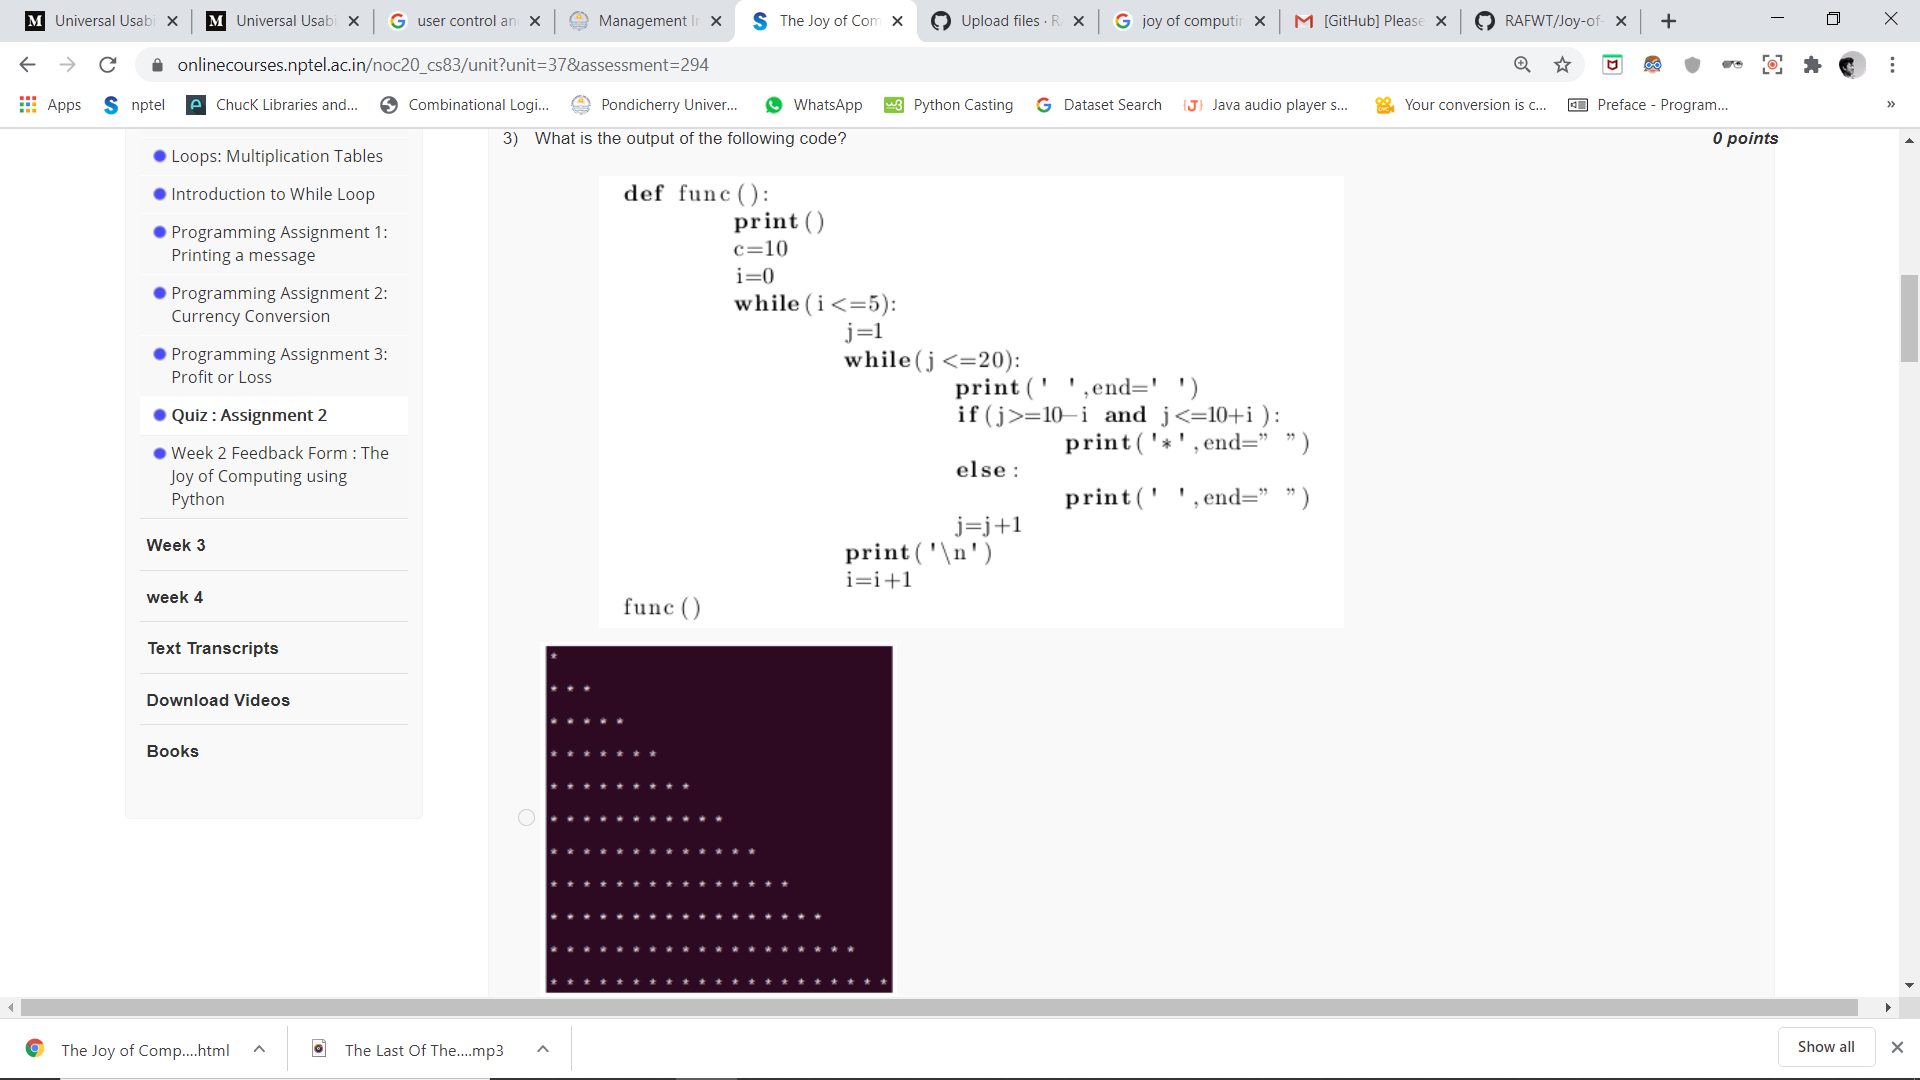 Universal Usabi
Universal Usabi
user control an
Management I
The Joy of Com
Upload files · R
joy of computin
[GitHub] Please
RAFWT/Joy-of-
onlinecourses.nptel.ac.in/noc20_cs83/unit?unit=37&assessment=294
Apps
nptel
ChucK Libraries and...
Combinational Logi...
Pondicherry Univer...
WhatsApp
Python Casting
Dataset Search
Java audio player s...
Your conversion is c...
Preface - Program...
»
Loops: Multiplication Tables
Introduction to While Loop
Programming Assignment 1:
Printing a message
Programming Assignment 2:
Currency Conversion
Programming Assignment 3:
Profit or Loss
Quiz : Assignment 2
Week 2 Feedback Form : The
Joy of Computing using
Python
Week 3
week 4
Text Transcripts
Download Videos
Books
3) What is the output of the following code?
0 points
def func():
print()
c=10
i=0
while(i<=5):
j=1
while(j<=20):
print(' ',end=' ')
if(j>=10-i and j<=10+i):
print('*',end=" ")
else:
print(' ',end=" ")
j=j+1
print('\n')
i=i+1
func()
*
* * *
* * * * *
* * * * * * *
* * * * * * * * *
* * * * * * * * * * *
* * * * * * * * * * * * *
* * * * * * * * * * * * * * *
* * * * * * * * * * * * * * * * *
* * * * * * * * * * * * * * * * * * *
* * * * * * * * * * * * * * * * * * * * *
The Joy of Comp....html
The Last Of The....mp3
Show all